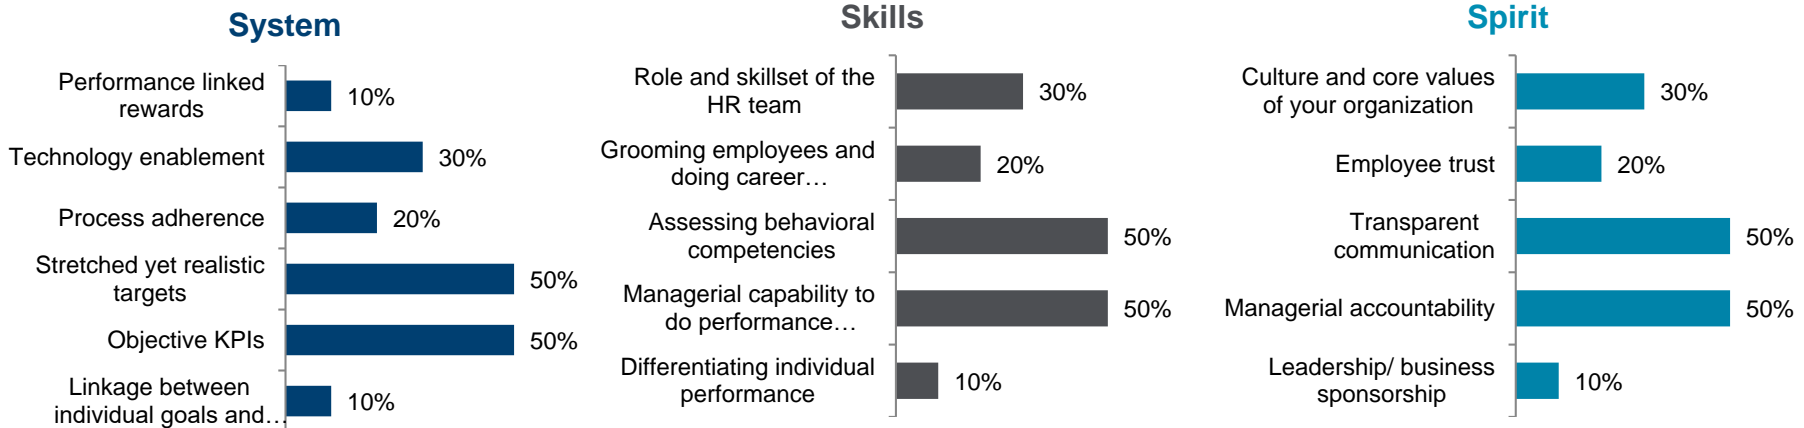 System
Performance linked
rewards
10%
Technology enablement
30%
Process adherence
20%
Stretched yet realistic
targets
50%
Objective KPIs
50%
Linkage between
individual goals and…
10%
Skills
Role and skillset of the
HR team
30%
Grooming employees and
doing career…
20%
Assessing behavioral
competencies
50%
Managerial capability to
do performance…
50%
Differentiating individual
performance
10%
Spirit
Culture and core values
of your organization
30%
Employee trust
20%
Transparent
communication
50%
Managerial accountability
50%
Leadership/ business
sponsorship
10%